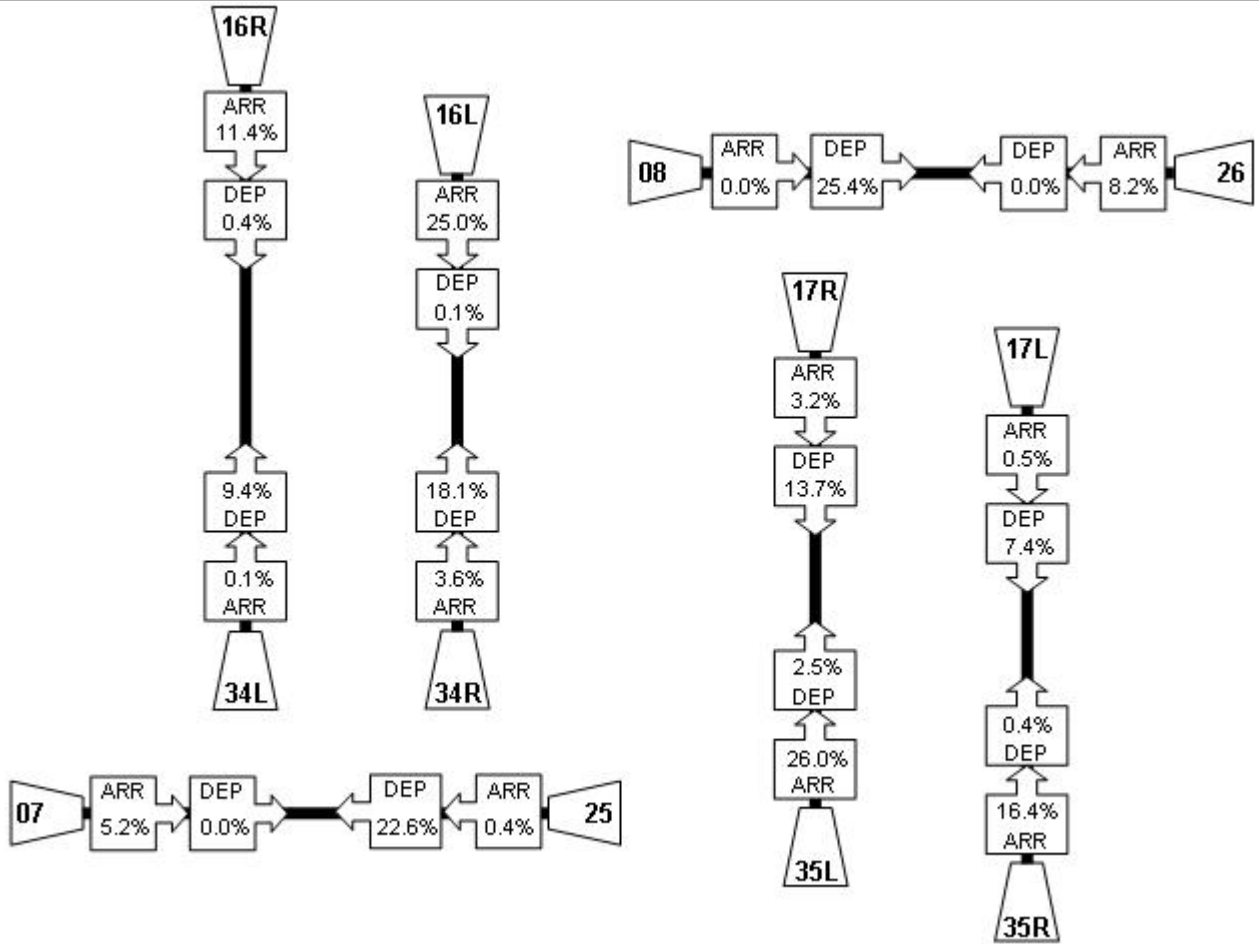 16R
ARR
11.4%
DEP
0.4%
9.4%
DEP
0.1%
ARR
34L
16L
ARR
25.0%
DEP
0.1%
18.1%
DEP
3.6%
ARR
34R
08
ARR
0.0%
DEP
25.4%
DEP
0.0%
ARR
8.2%
26
17R
ARR
3.2%
DEP
13.7%
2.5%
DEP
26.0%
ARR
35L
17L
ARR
0.5%
DEP
7.4%
0.4%
DEP
16.4%
ARR
35R
07
ARR
5.2%
DEP
0.0%
DEP
22.6%
ARR
0.4%
25